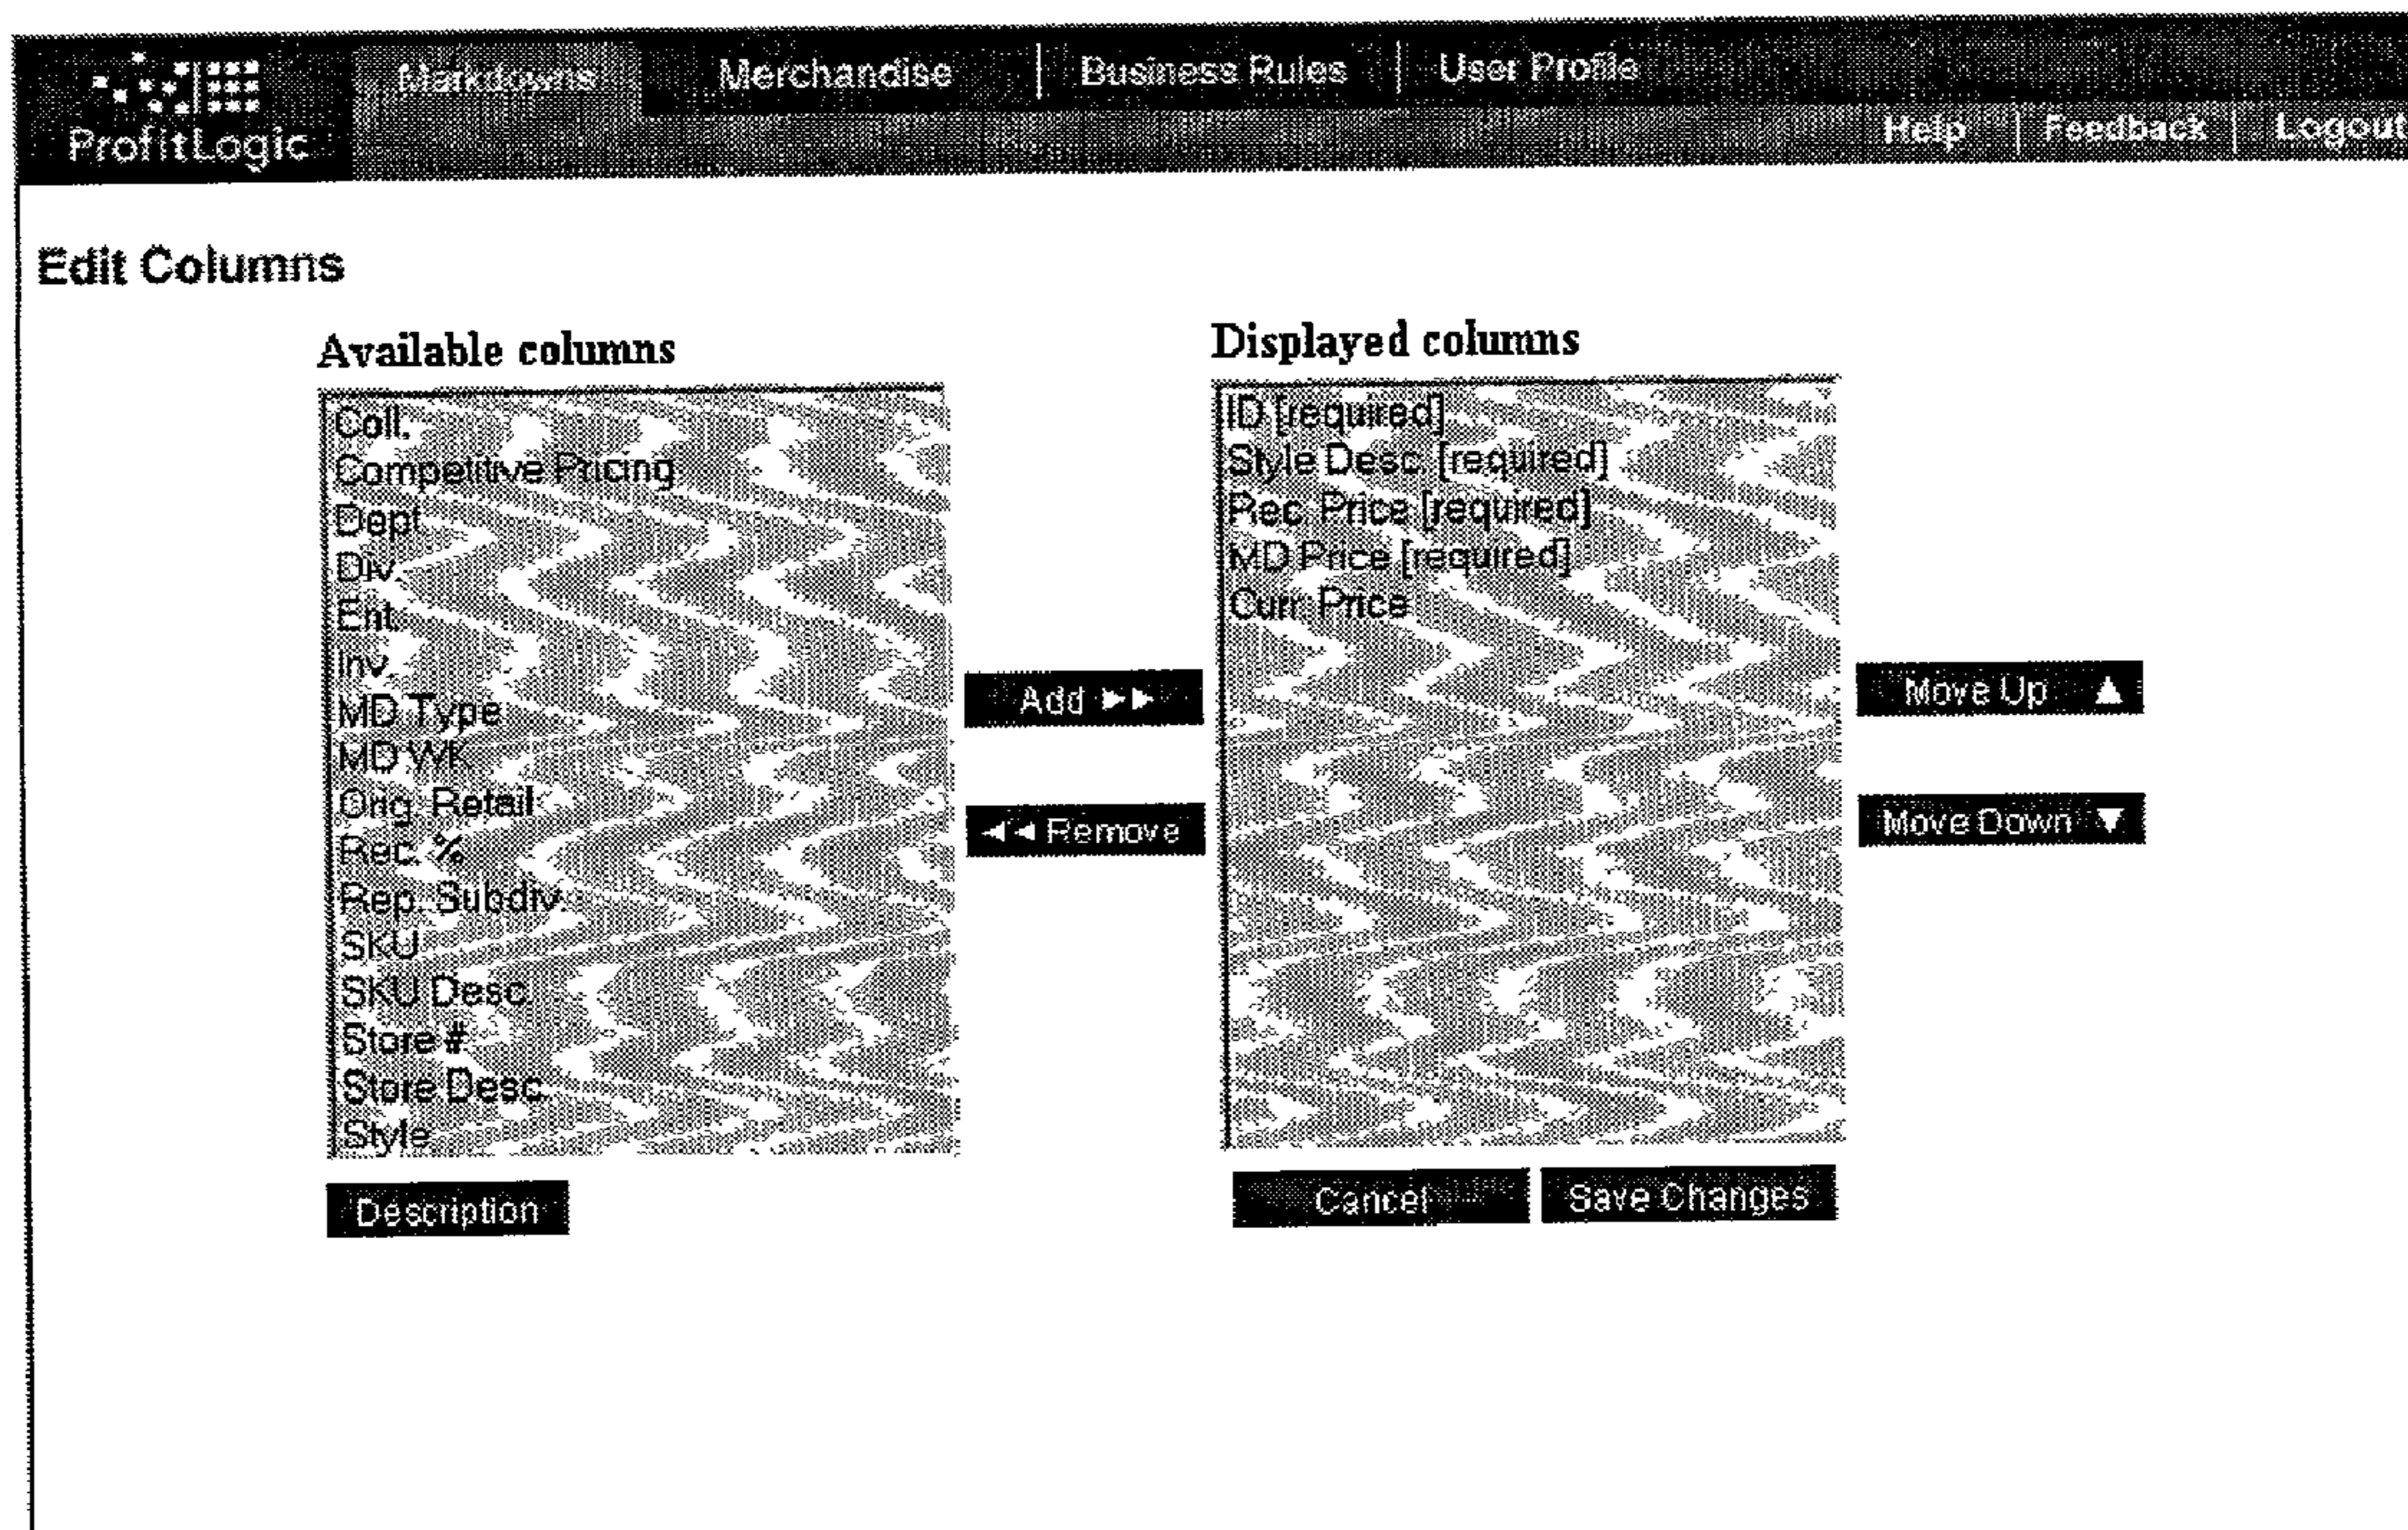 Markdowns Merchandise Business Rules User Profile
ProfitLogic
Help Feedback Logout
Edit Columns
Available columns
Coll.
Competitive Pricing
Dept
Div.
Ent.
Inv.
MD Type
MD WK
Orig. Retail
Rec. %
Rep. Subdiv.
SKU
SKU Desc.
Store #
Store Desc.
Style
Description
Add
Remove
Displayed columns
ID [required]
Style Desc. [required]
Rec. Price [required]
MD Price [required]
Curr. Price
Cancel Save Changes
Move Up
Move Down